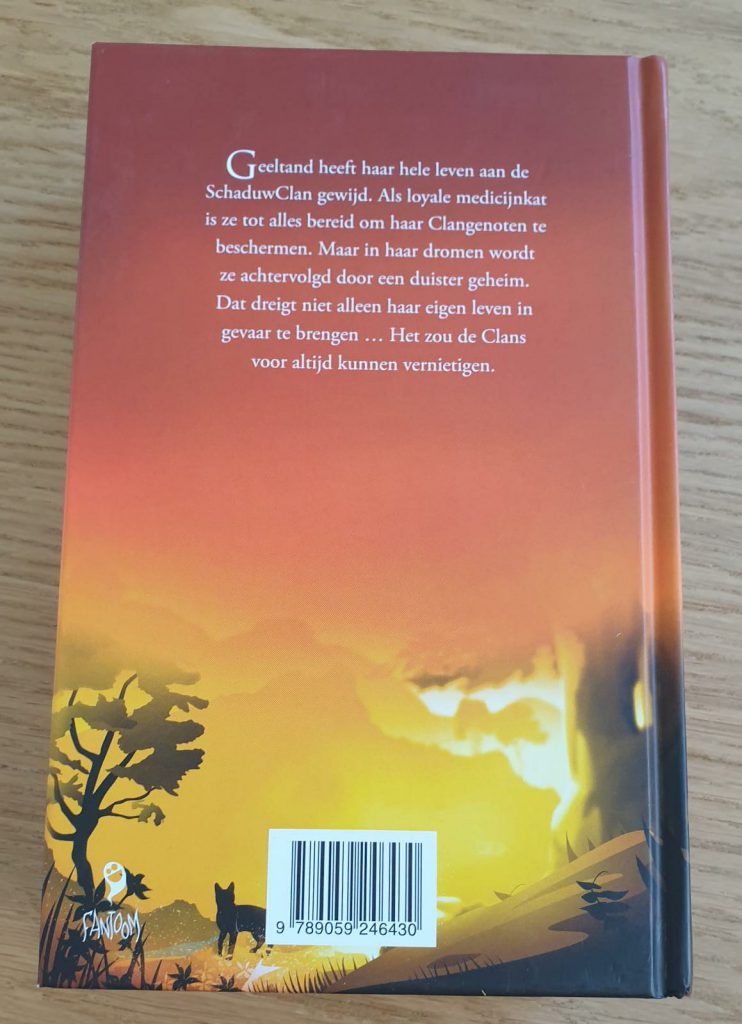 Geeltand heeft haar hele leven aan de
SchaduwClan gewijd. Als loyale medicijnkat
is ze tot alles bereid om haar Clangenoten te
beschermen. Maar in haar dromen wordt
ze achtervolgd door een duister geheim.
Dat dreigt niet alleen haar eigen leven in
gevaar te brengen … Het zou de Clans
voor altijd kunnen vernietigen.
FANTOOM
9 789059 246430